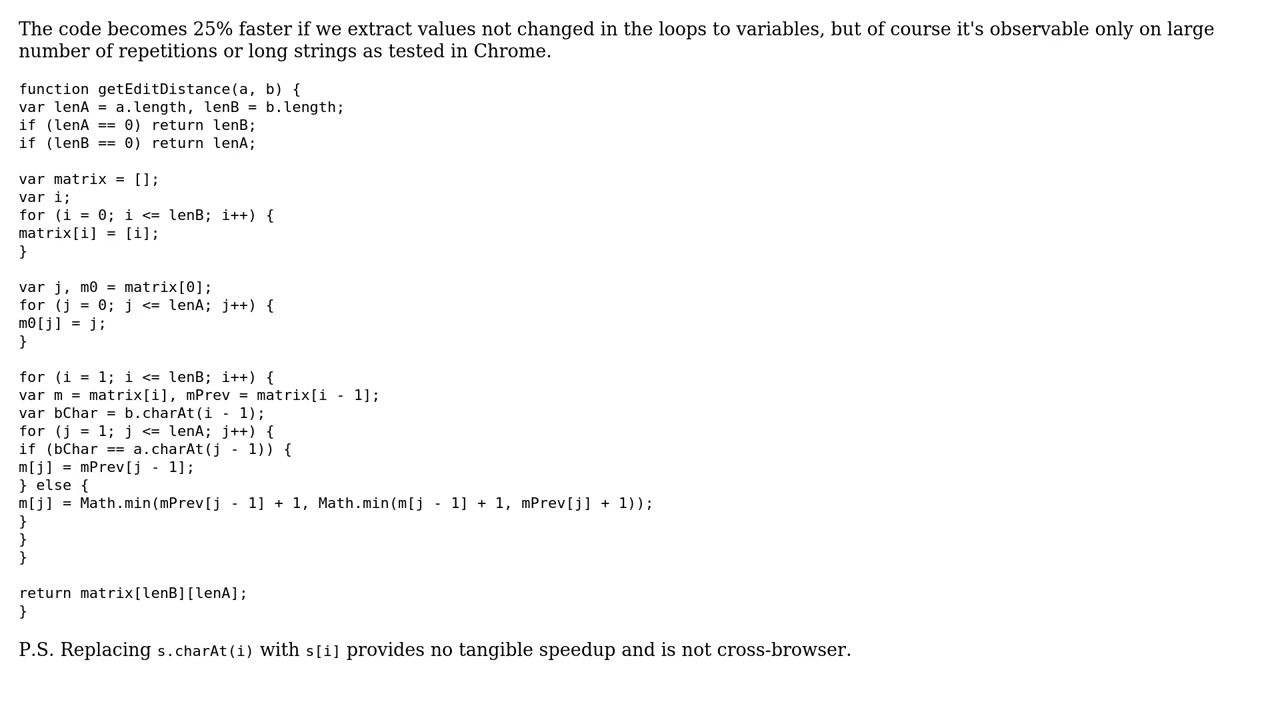 The code becomes 25% faster if we extract values not changed in the loops to variables, but of course it's observable only on large
number of repetitions or long strings as tested in Chrome.
function getEditDistance(a, b) {
var lenA = a.length, lenB = b.length;
if (lenA == 0) return lenB;
if (lenB == 0) return lenA;
var matrix = [];
var i;
for (i = 0; i <= lenB; i++) {
matrix[i] = [i];
}
var j, m0 = matrix[0];
for (j = 0; j <= lenA; j++) {
m0[j] = j;
}
for (i = 1; i <= lenB; i++) {
var m = matrix[i], mPrev = matrix[i - 1];
var bChar = b.charAt(i - 1);
for (j = 1; j <= lenA; j++) {
if (bChar == a.charAt(j - 1)) {
m[j] = mPrev[j - 1];
} else {
m[j] = Math.min(mPrev[j - 1] + 1, Math.min(m[j - 1] + 1, mPrev[j] + 1));
}
}
}
return matrix[lenB][lenA];
}
P.S. Replacing s.charAt(i) with s[i] provides no tangible speedup and is not cross-browser.